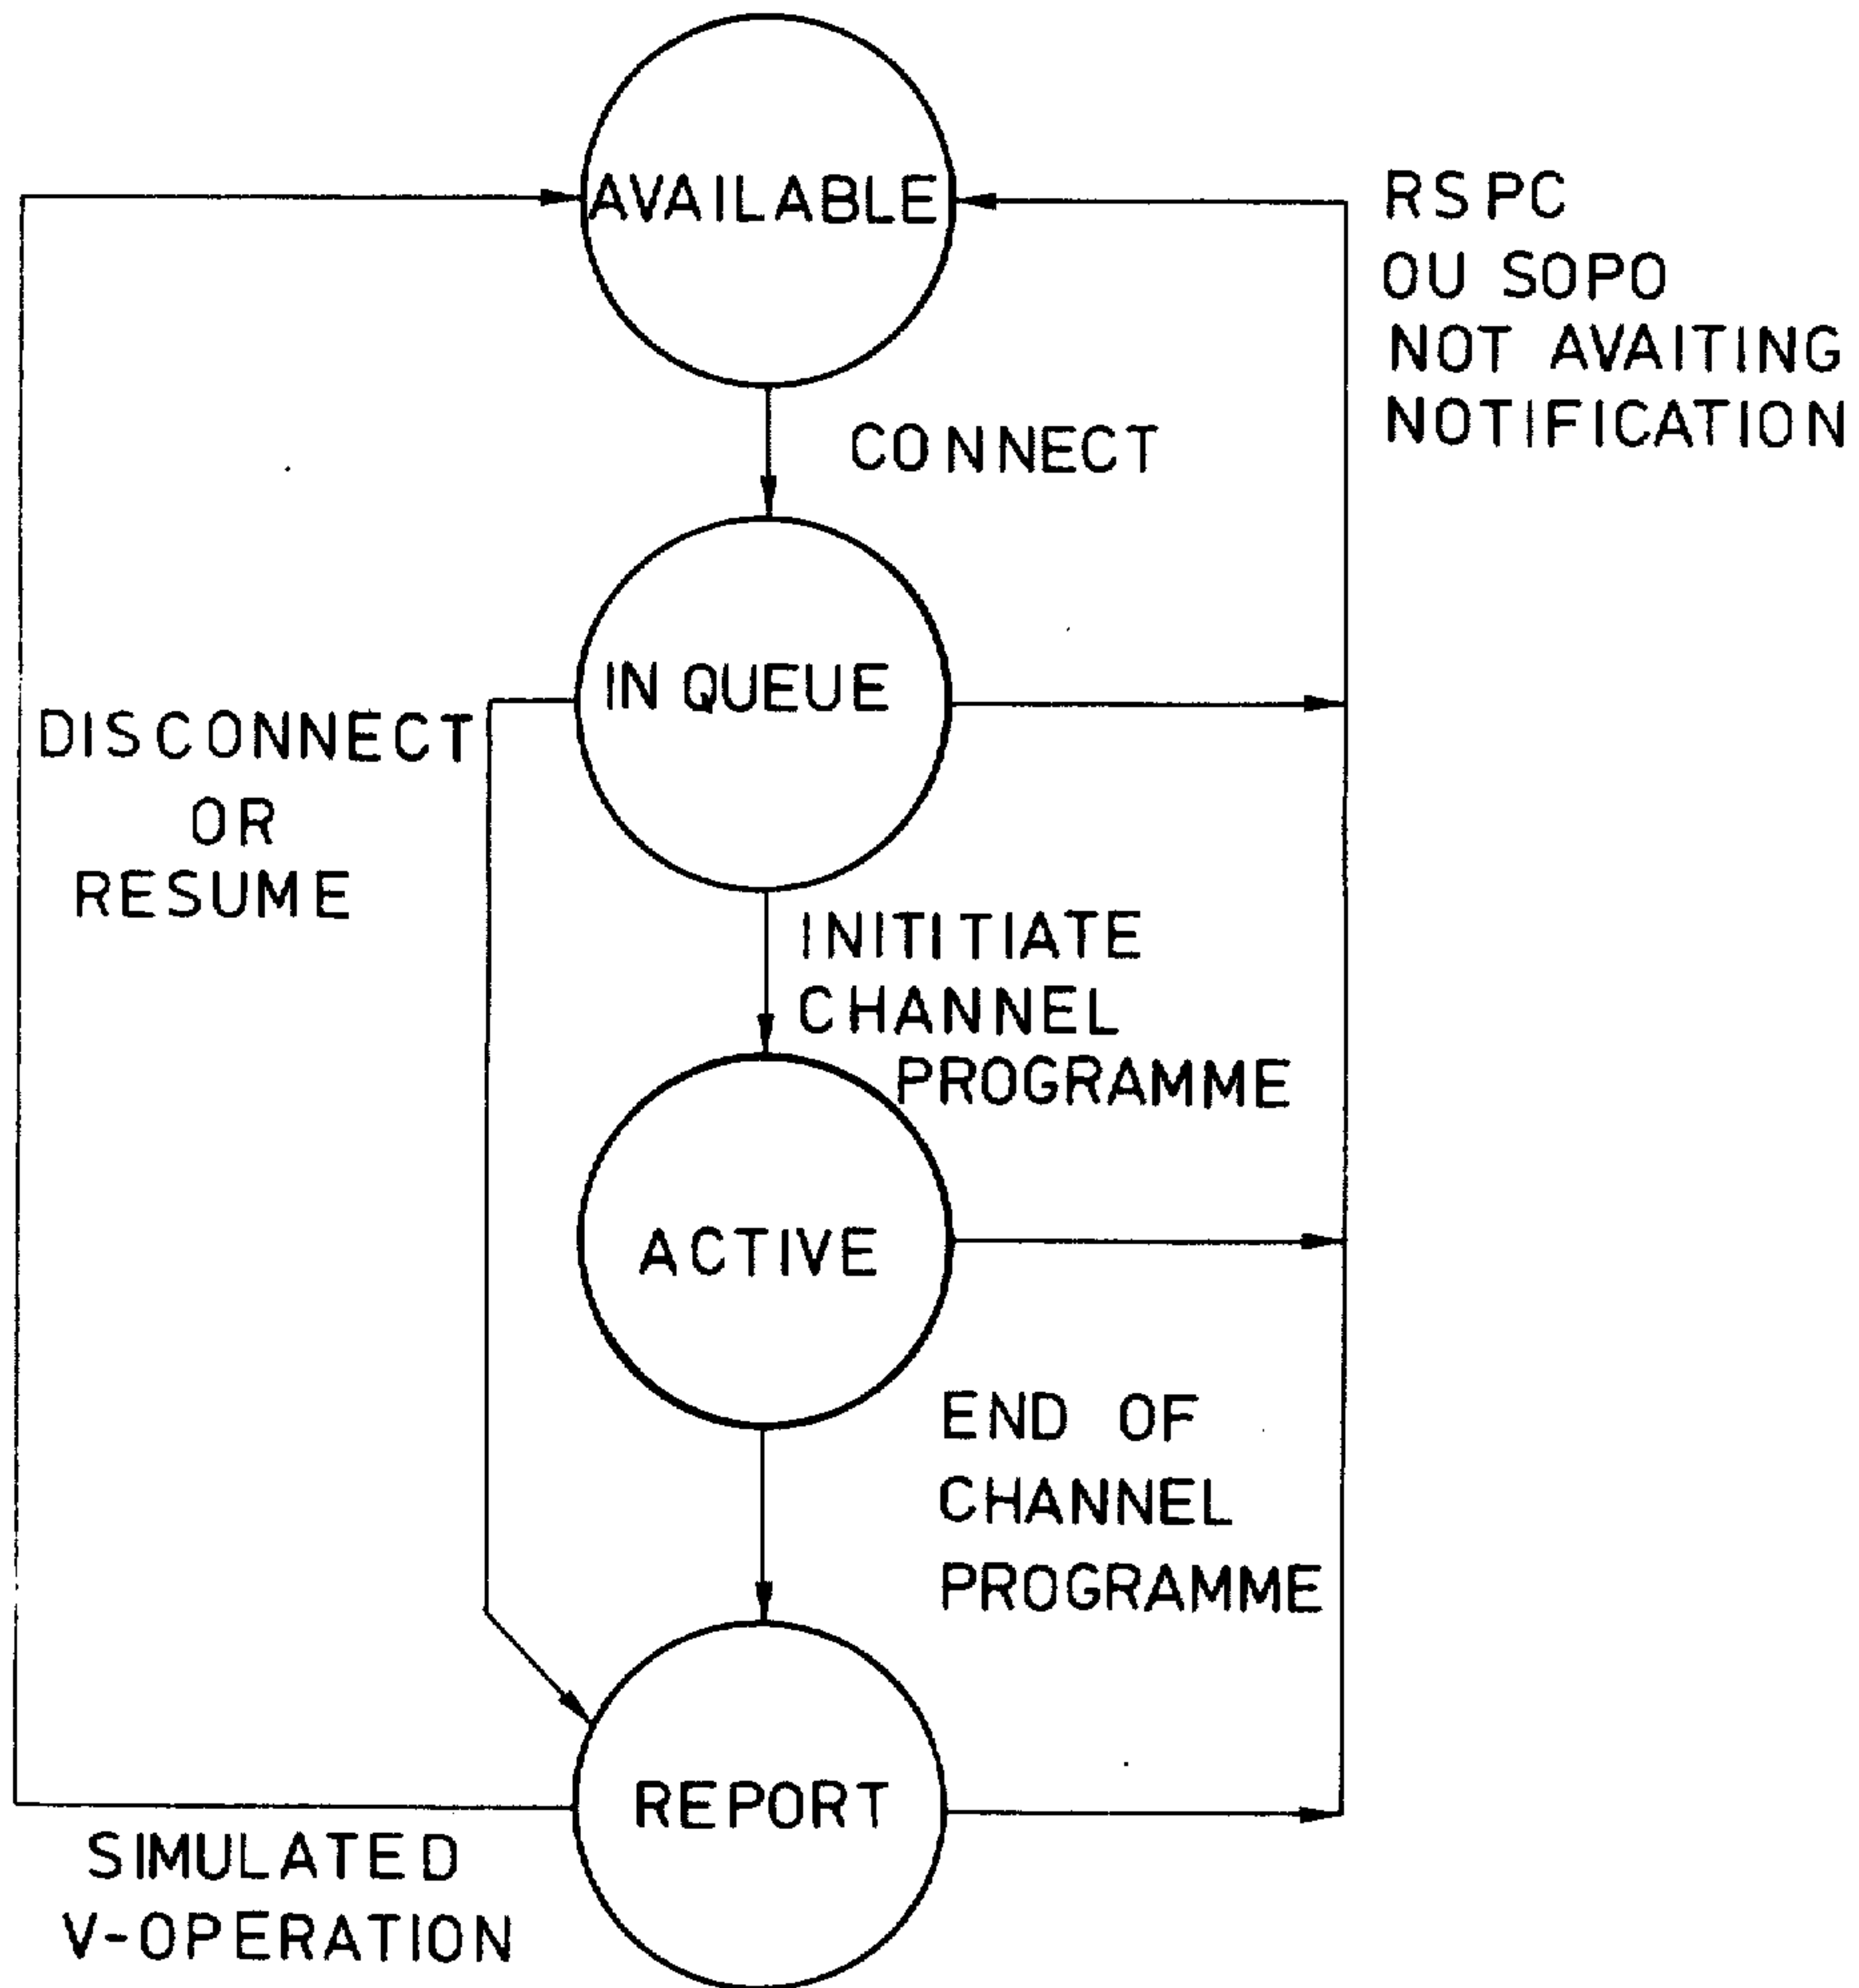 AVAILABLE
RSPC
OU SOPO
NOT AVAITING
NOTIFICATION
CONNECT
IN QUEUE
DISCONNECT
OR
RESUME
INITITIATE
CHANNEL
PROGRAMME
ACTIVE
END OF
CHANNEL
PROGRAMME
REPORT
SIMULATED
V-OPERATION